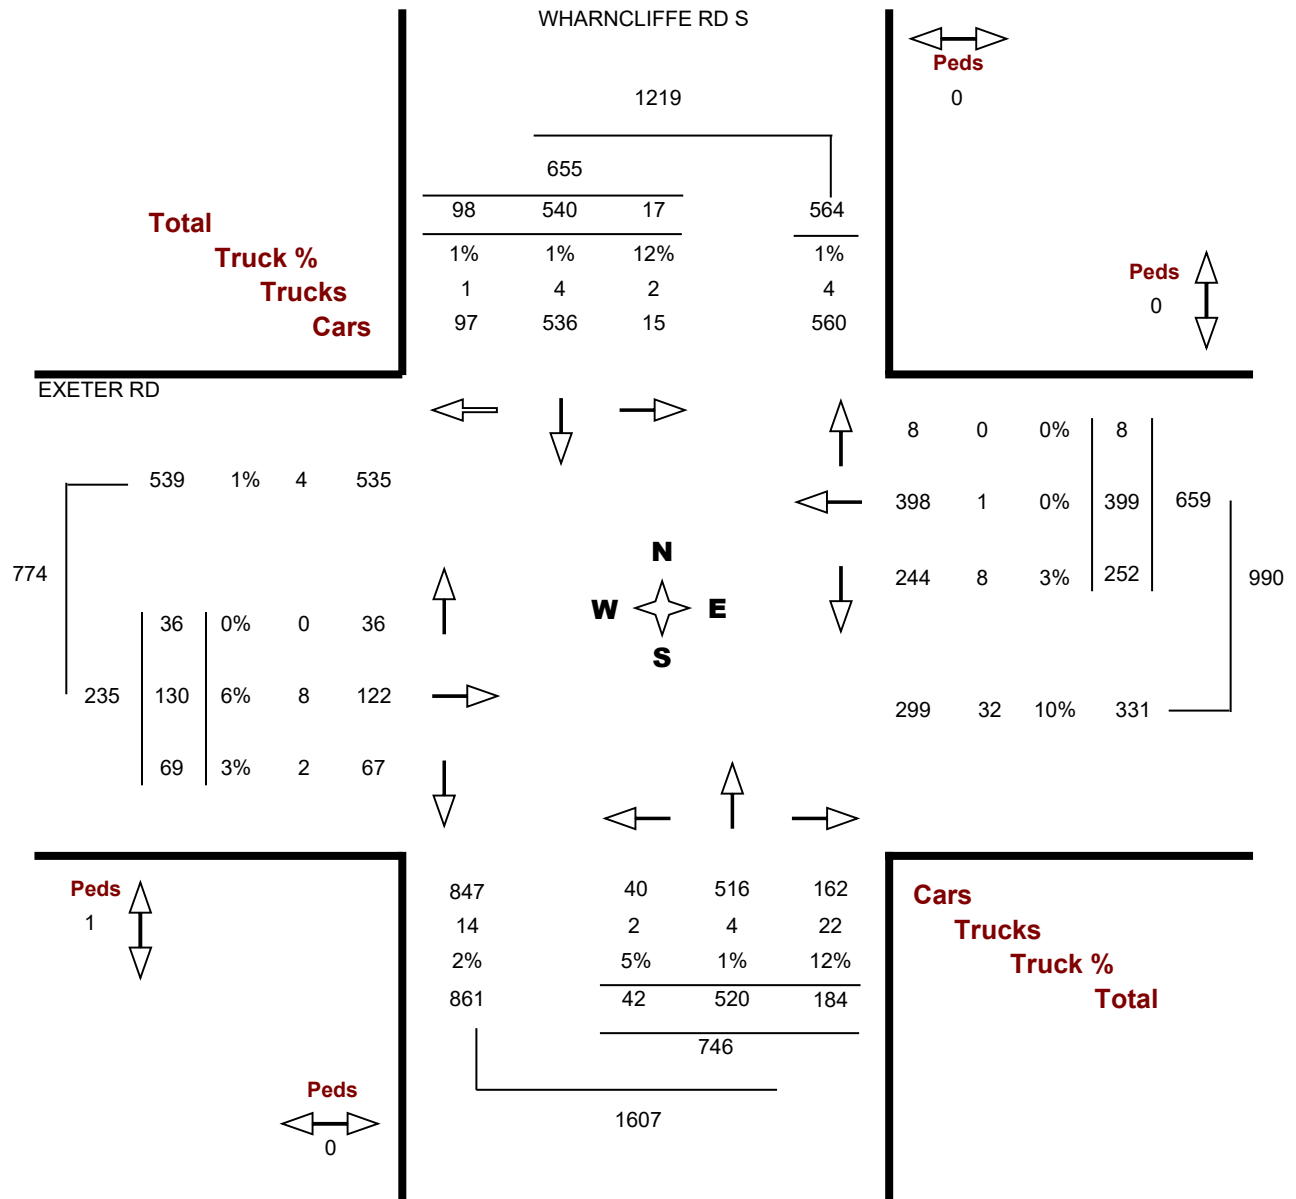 WHARNCLIFFE RD S
Peds
0
1219
655
98 540 17 564
Total
1% 1% 12% 1%
Truck %
1 4 2 4
Trucks
97 536 15 560
Cars
Peds
0
EXETER RD
8 0 0% 8
539 1% 4 535
398 1 0% 399 659
N
774
244 8 3% 252 990
W E
36 0% 0 36
S
235 130 6% 8 122
299 32 10% 331
69 3% 2 67
Peds
1
847 40 516 162
Cars
14 2 4 22
Trucks
2% 5% 1% 12%
Truck %
861 42 520 184
Total
746
Peds
0
1607